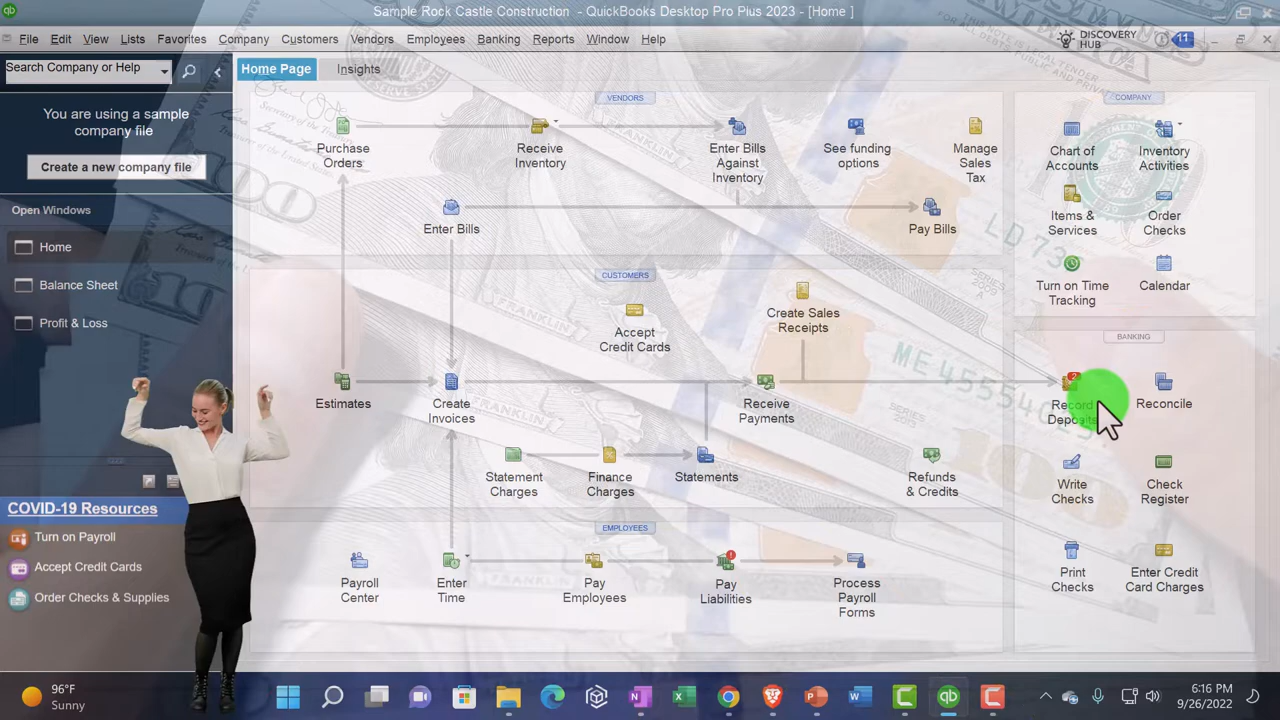 Sample Rock Castle Construction - QuickBooks Desktop Pro Plus 2023 - [Home ]
File Edit View Lists Favorites Company Customers Vendors Employees Banking Reports Window Help
DISCOVERY
HUB
11
Search Company or Help
Home Page
Insights
You are using a sample
company file
Create a new company file
Open Windows
Home
Balance Sheet
Profit & Loss
COVID-19 Resources
Turn on Payroll
Accept Credit Cards
Order Checks & Supplies
VENDORS
Purchase
Orders
Receive
Inventory
Enter Bills
Against
Inventory
See funding
options
Manage
Sales
Tax
Enter Bills
Pay Bills
CUSTOMERS
Accept
Credit Cards
Create Sales
Receipts
Estimates
Create
Invoices
Receive
Payments
Statement
Charges
Finance
Charges
Statements
Refunds
& Credits
EMPLOYEES
Payroll
Center
Enter
Time
Pay
Employees
Pay
Liabilities
Process
Payroll
Forms
COMPANY
Chart of
Accounts
Inventory
Activities
Items &
Services
Order
Checks
Turn on Time
Tracking
Calendar
BANKING
2
Record
Deposits
Reconcile
Write
Checks
Check
Register
Print
Checks
Enter Credit
Card Charges
96°F
Sunny
6:16 PM
9/26/2022